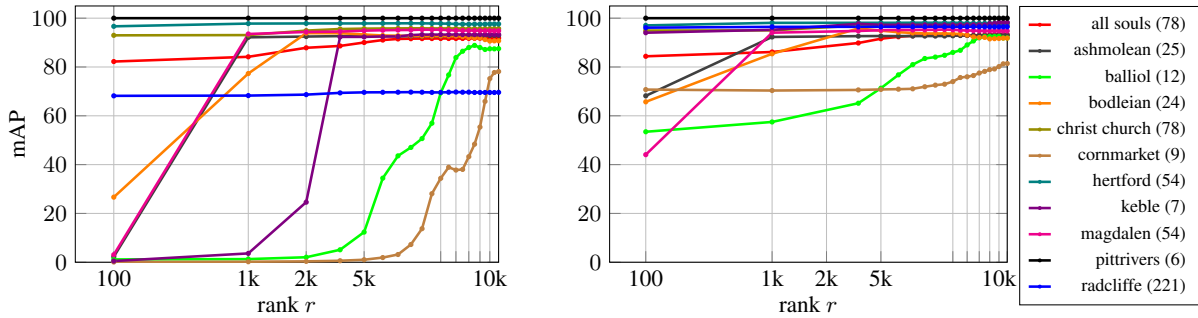 100
80
60
40
20
0
mAP
100
1k
2k
5k
10k
rank r
100
80
60
40
20
0
100
1k
2k
5k
10k
rank r
all souls (78)
ashmolean (25)
balliol (12)
bodleian (24)
christ church (78)
cornmarket (9)
hertford (54)
keble (7)
magdalen (54)
pittrivers (6)
radcliffe (221)